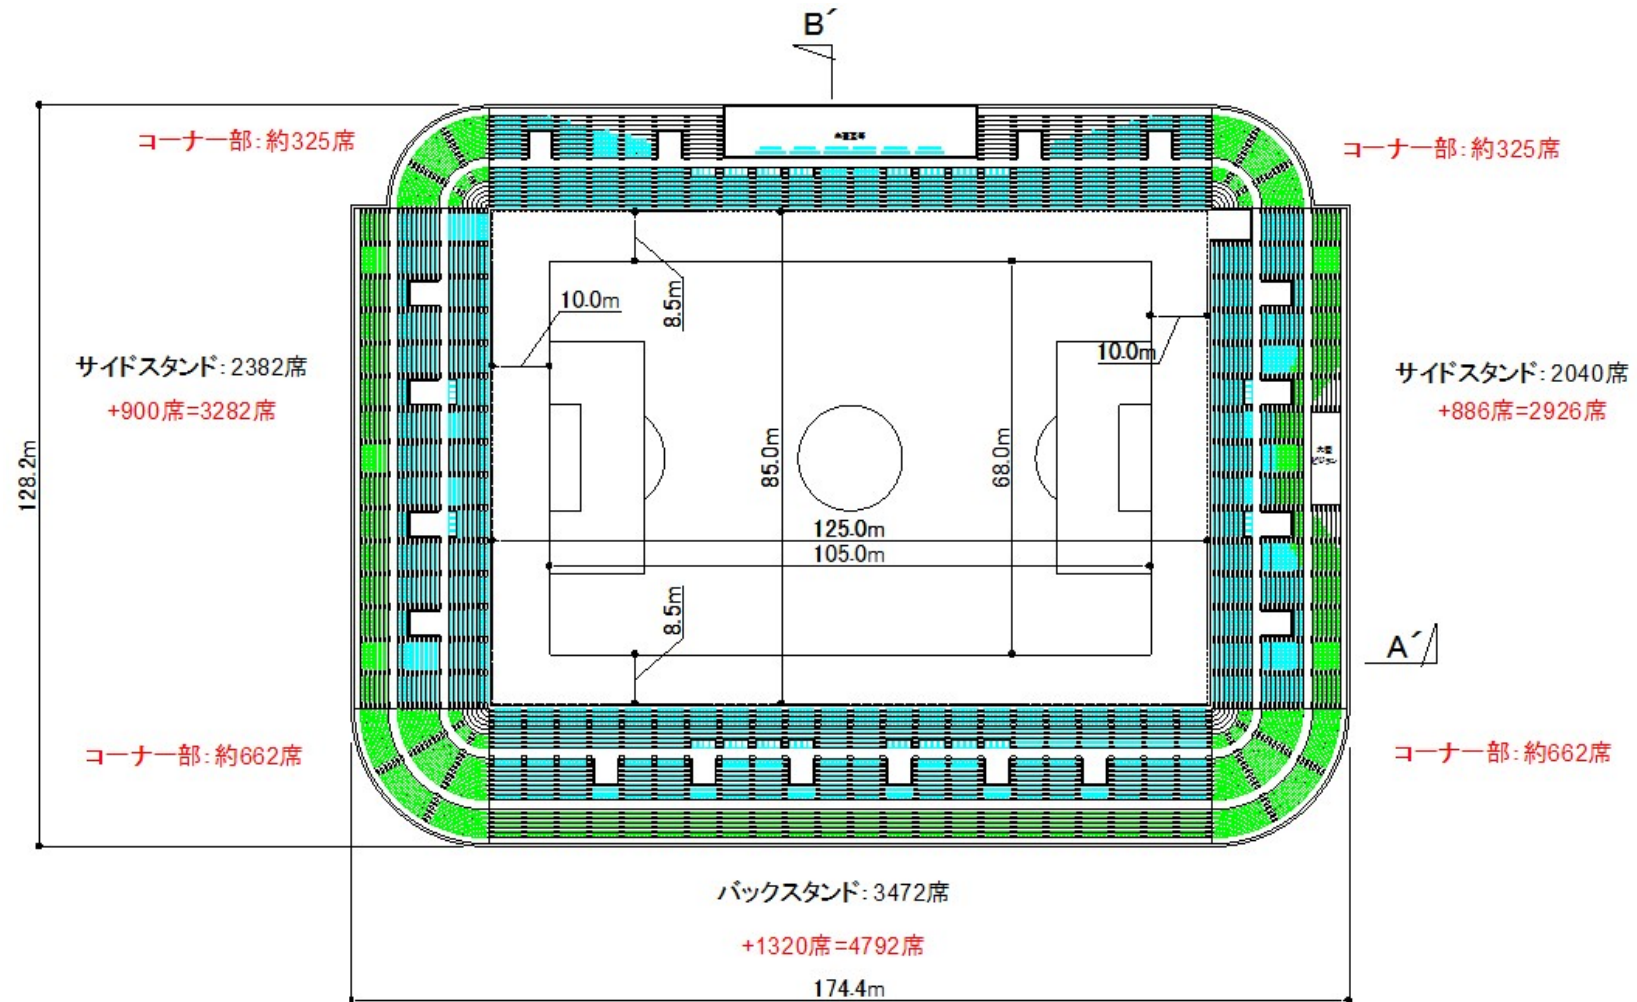 B´
コーナー部:約325席
コーナー部:約325席
8.5m
10.0m
10.0m
サイドスタンド:2382席
+900席=3282席
サイドスタンド:2040席
+886席=2926席
128.2m
85.0m
68.0m
125.0m
105.0m
8.5m
A´
コーナー部:約662席
コーナー部:約662席
バックスタンド:3472席
+1320席=4792席
174.4m